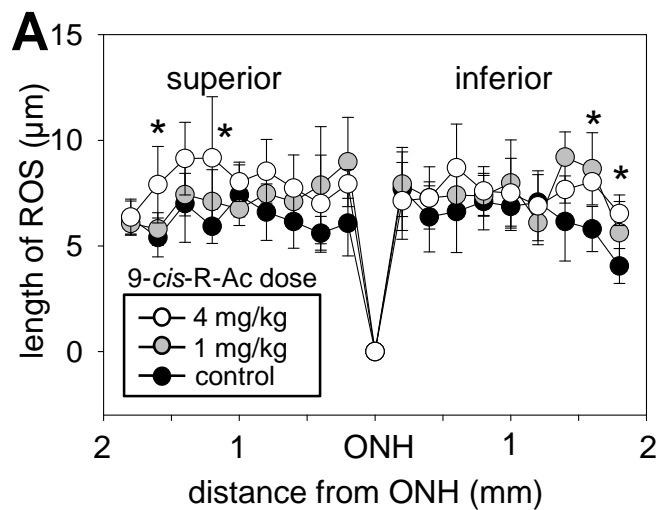 A
15
10
5
0
length of ROS (µm)
superior
inferior
*
*
*
*
9-cis-R-Ac dose
4 mg/kg
1 mg/kg
control
2
1
ONH
1
2
distance from ONH (mm)